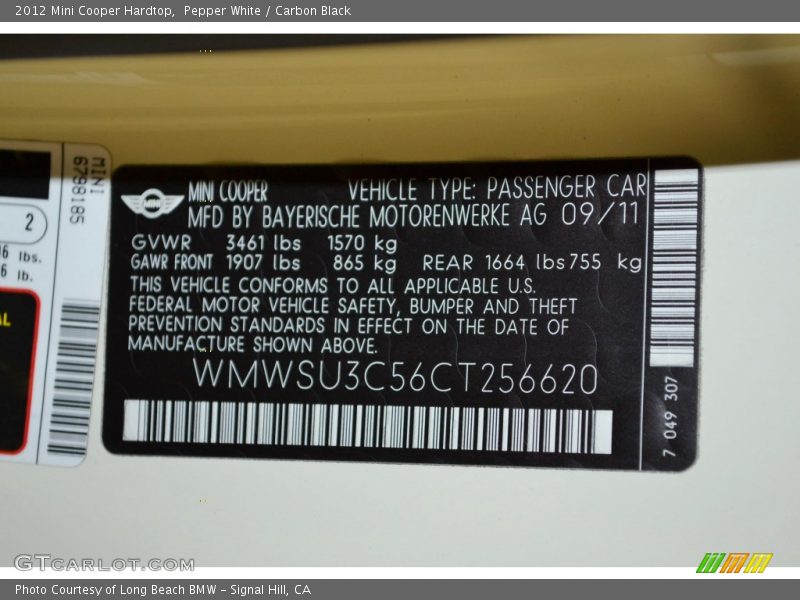 2012 Mini Cooper Hardtop, Pepper White / Carbon Black
MINI
6798185
2
lbs.
lb.
MINI
MINI COOPER VEHICLE TYPE: PASSENGER CAR
MFD BY BAYERISCHE MOTORENWERKE AG 09/11
GVWR 3461 lbs 1570 kg
GAWR FRONT 1907 lbs 865 kg REAR 1664 lbs 755 kg
THIS VEHICLE CONFORMS TO ALL APPLICABLE U.S.
FEDERAL MOTOR VEHICLE SAFETY, BUMPER AND THEFT
PREVENTION STANDARDS IN EFFECT ON THE DATE OF
MANUFACTURE SHOWN ABOVE.
WMWSU3C56CT256620
7 049 307
GTCARLOT.COM
Photo Courtesy of Long Beach BMW - Signal Hill, CA